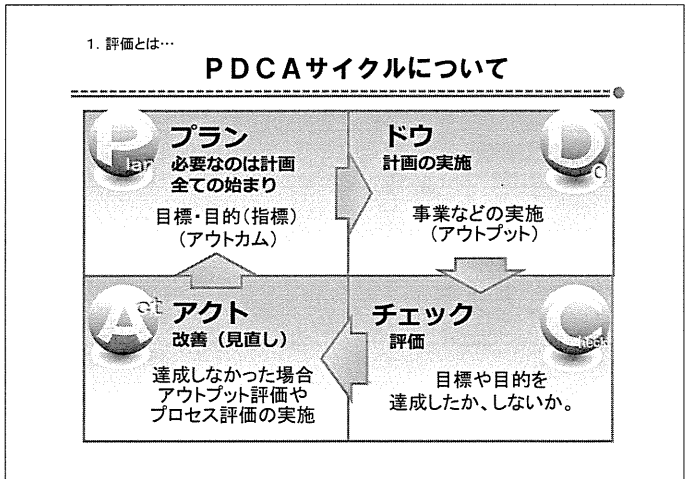 1. 評価とは…
PDCAサイクルについて
Plan
プラン
必要なのは計画
全ての始まり
目標・目的(指標)
(アウトカム)
ドウ
計画の実施
Do
事業などの実施
(アウトプット)
Act
アクト
改善（見直し）
達成しなかった場合
アウトプット評価や
プロセス評価の実施
チェック
評価
Check
目標や目的を
達成したか、しないか。